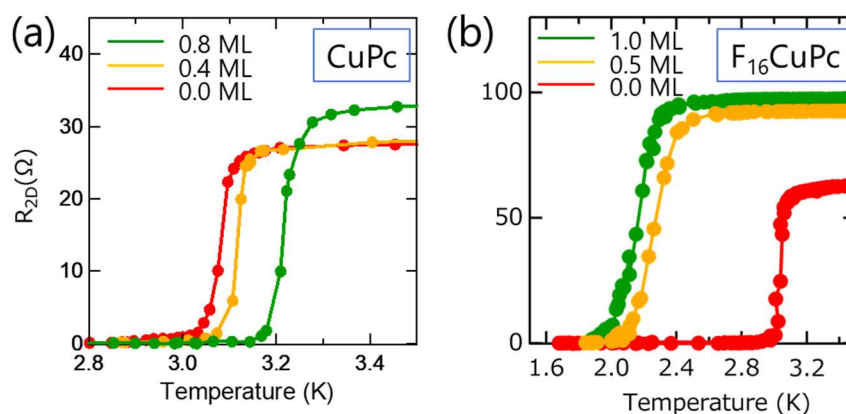 (a)
0.8 ML
0.4 ML
0.0 ML
CuPc
40
30
20
10
0
R2D(Ω)
2.8 3.0 3.2 3.4
Temperature (K)
(b)
1.0 ML
0.5 ML
0.0 ML
F16CuPc
100
50
0
1.6 2.0 2.4 2.8 3.2
Temperature (K)